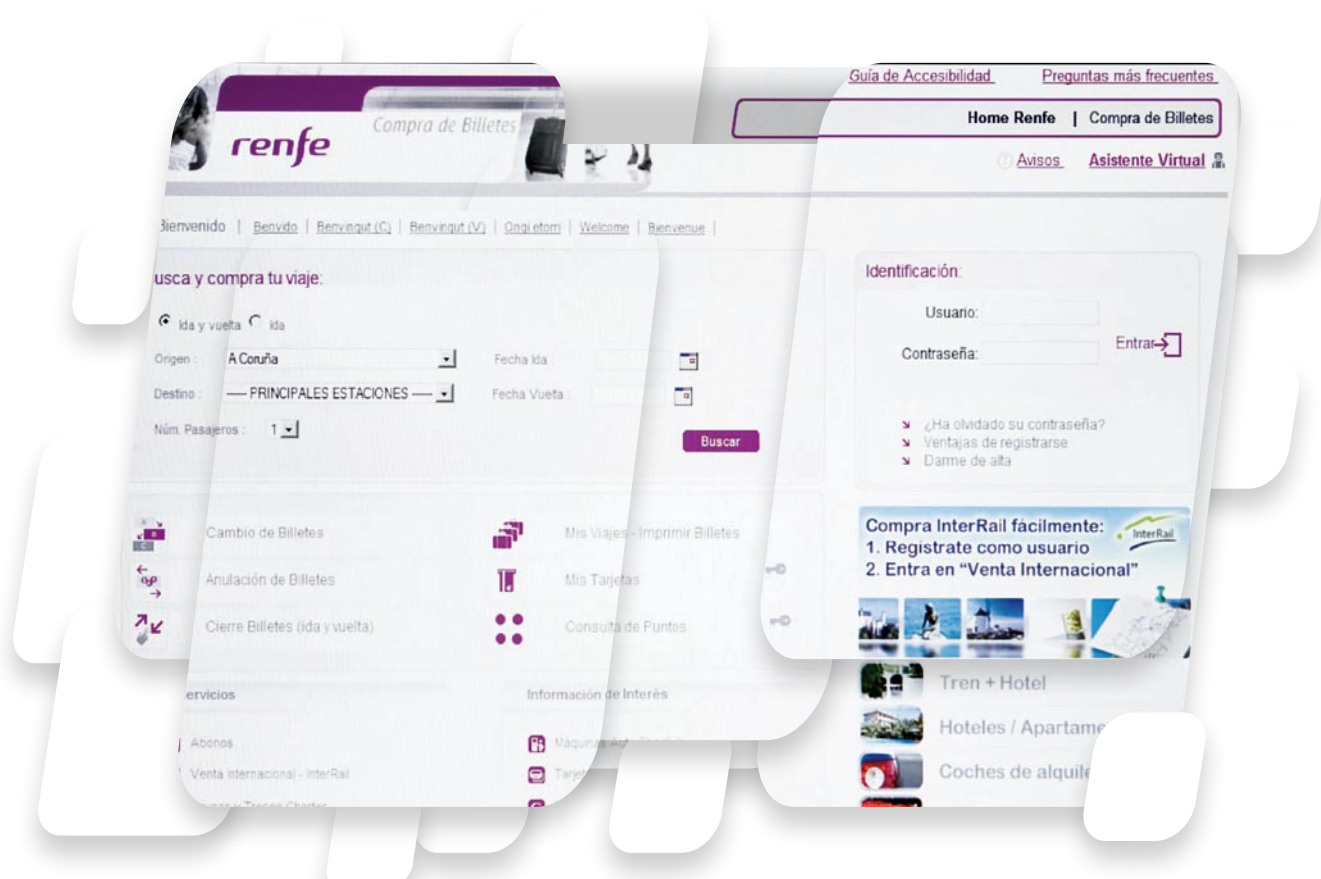 Guía de Accesibilidad Preguntas más frecuentes
Compra de Billetes
renfe
Home Renfe | Compra de Billetes
Avisos Asistente Virtual
Bienvenido | Benvido | Benvingut (C) | Benvingut (V) | Ongi etorri | Welcome | Bienvenue |
usca y compra tu viaje:
Ida y vuelta Ida
Origen : A Coruña Fecha Ida :
Destino : ---- PRINCIPALES ESTACIONES ---- Fecha Vuelta :
Núm. Pasajeros : 1
Buscar
Identificación:
Usuario:
Contraseña:
Entrar
¿Ha olvidado su contraseña?
Ventajas de registrarse
Darme de alta
Cambio de Billetes Mis Viajes - Imprimir Billetes
Anulación de Billetes Mis Tarjetas
Cierre Billetes (ida y vuelta) Consulta de Puntos
Compra InterRail fácilmente:
1. Registrate como usuario
2. Entra en “Venta Internacional”
InterRail
ervicios Información de Interés
Abonos Máquinas
Venta internacional - InterRail Tarjet
y Trenes Charter
Tren + Hotel
Hoteles / Apartame
Coches de alquile